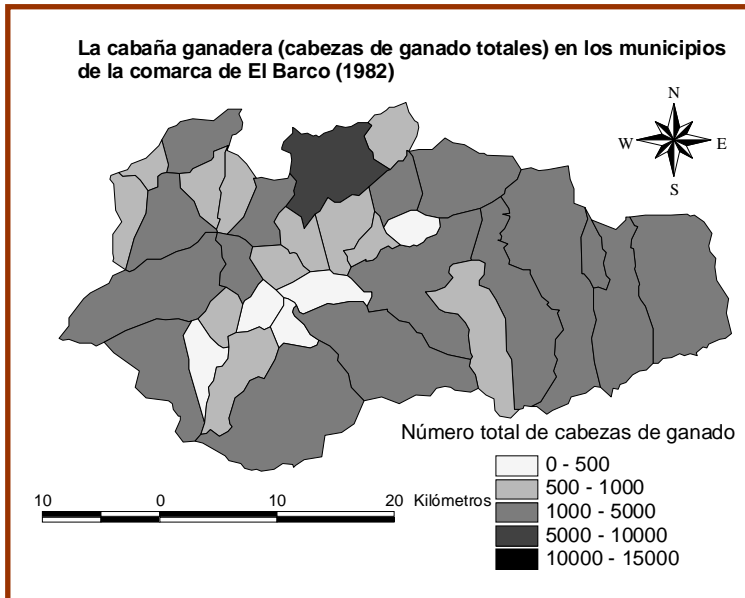 La cabaña ganadera (cabezas de ganado totales) en los municipios
de la comarca de El Barco (1982)
N
W E
S
Número total de cabezas de ganado
0 - 500
500 - 1000
1000 - 5000
5000 - 10000
10000 - 15000
10 0 10 20 Kilómetros